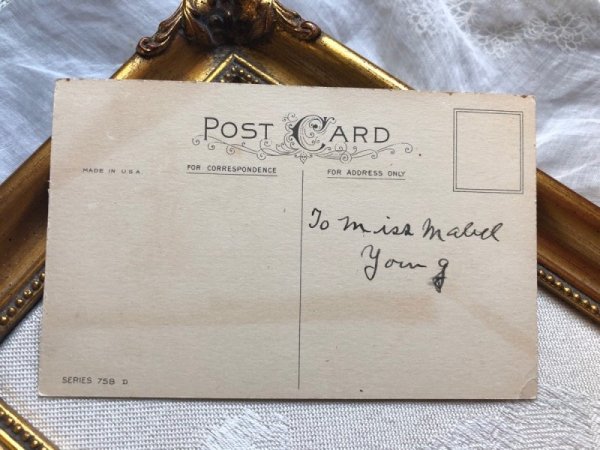 POST CARD
MADE IN U.S.A
FOR CORRESPONDENCE
FOR ADDRESS ONLY
To Miss Mabel
Young
SERIES 758 D